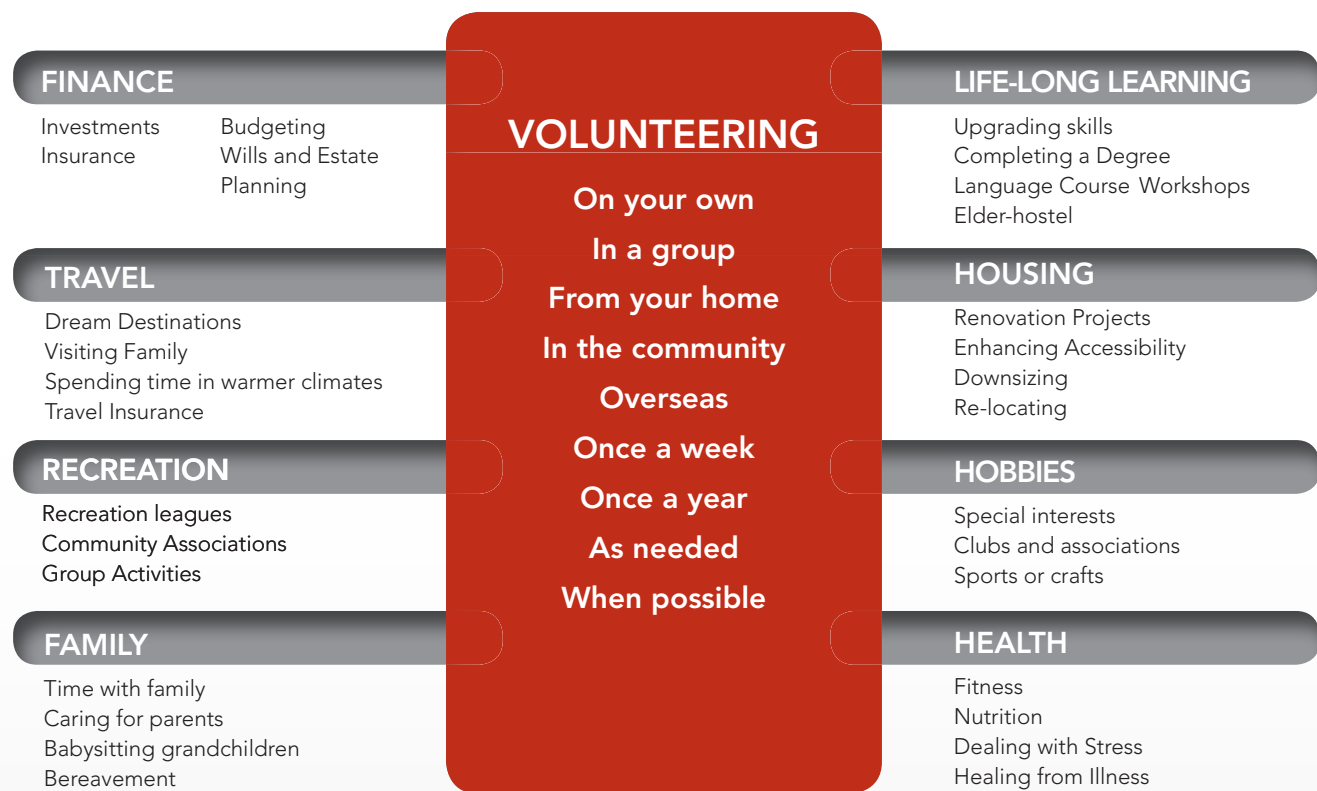 FINANCE
Investments
Insurance
Budgeting
Wills and Estate
Planning
TRAVEL
Dream Destinations
Visiting Family
Spending time in warmer climates
Travel Insurance
RECREATION
Recreation leagues
Community Associations
Group Activities
FAMILY
Time with family
Caring for parents
Babysitting grandchildren
Bereavement
VOLUNTEERING
On your own
In a group
From your home
In the community
Overseas
Once a week
Once a year
As needed
When possible
LIFE-LONG LEARNING
Upgrading skills
Completing a Degree
Language Course Workshops
Elder-hostel
HOUSING
Renovation Projects
Enhancing Accessibility
Downsizing
Re-locating
HOBBIES
Special interests
Clubs and associations
Sports or crafts
HEALTH
Fitness
Nutrition
Dealing with Stress
Healing from Illness